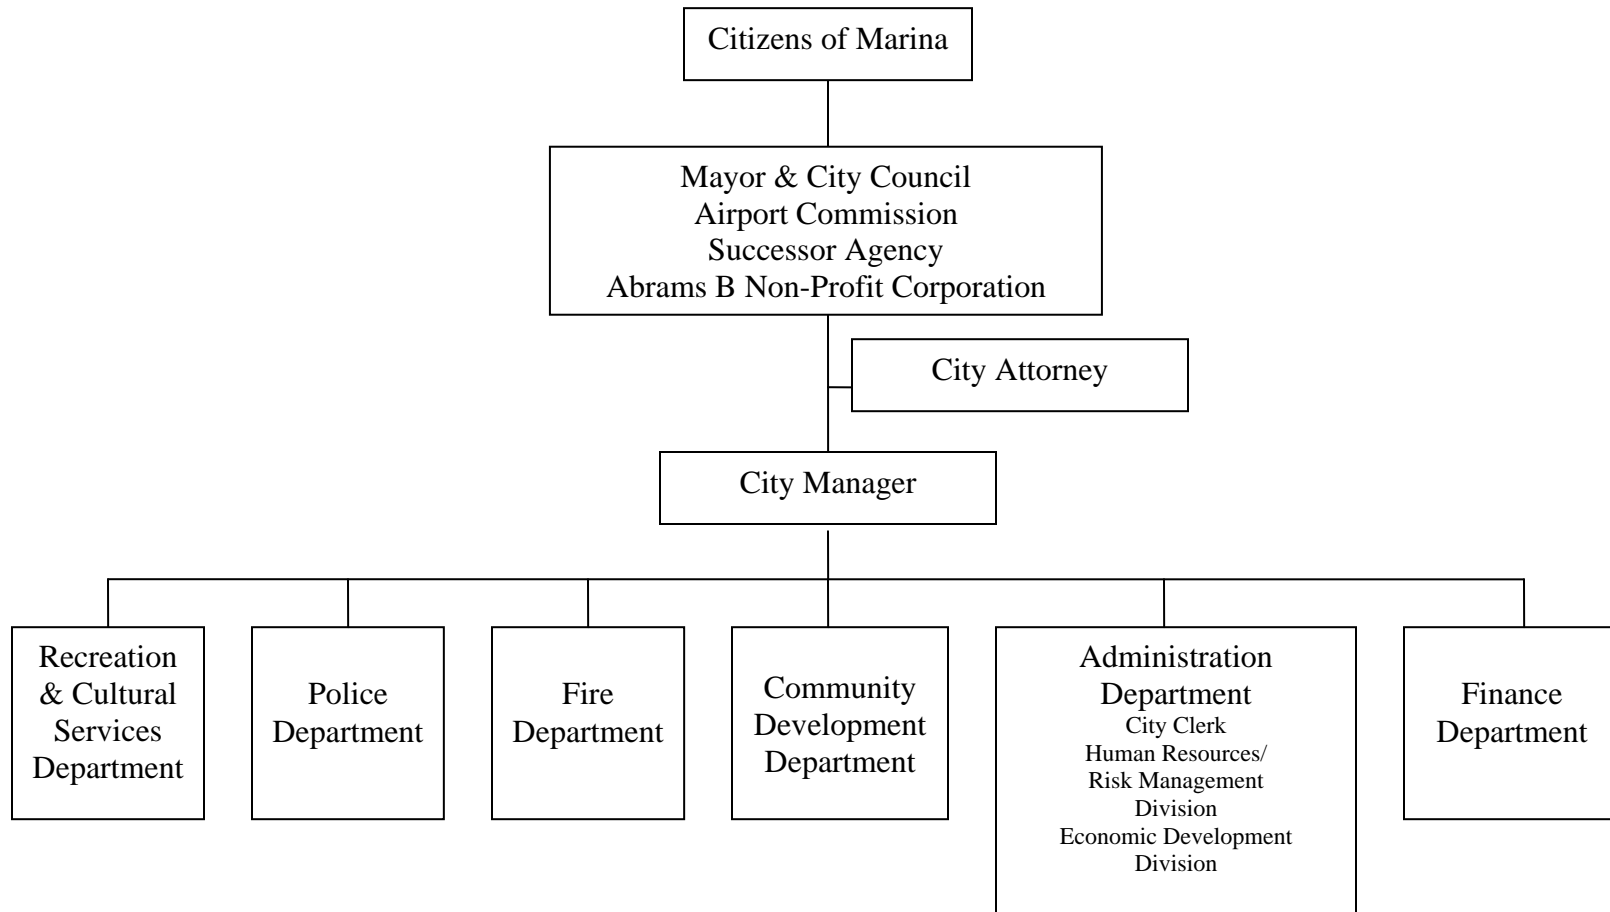 Citizens of Marina
Mayor & City Council
Airport Commission
Successor Agency
Abrams B Non-Profit Corporation
City Attorney
City Manager
Recreation
& Cultural
Services
Department
Police
Department
Fire
Department
Community
Development
Department
Administration
Department
City Clerk
Human Resources/
Risk Management
Division
Economic Development
Division
Finance
Department